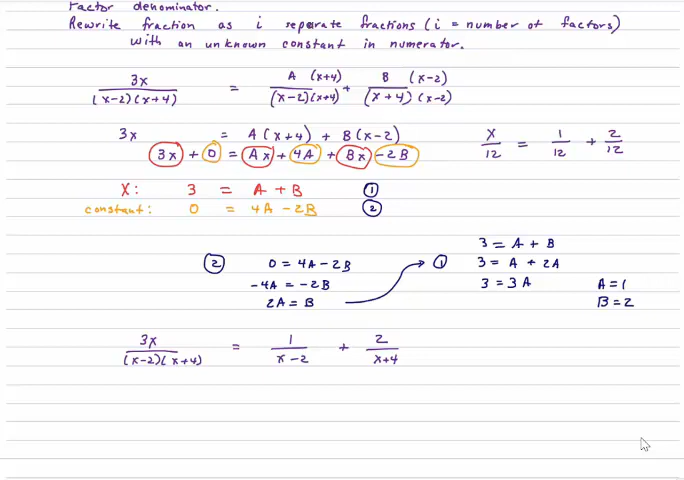 Factor denominator.
Rewrite fraction as i separate fractions (i = number of factors)
with an unknown constant in numerator.
3x / (x-2)(x+4) = A (x+4) / (x-2)(x+4) + B (x-2) / (x+4)(x-2)
3x = A(x+4) + B(x-2)
3x + 0 = Ax + 4A + Bx - 2B
x/12 = 1/12 + 2/12
X: 3 = A + B ①
constant: 0 = 4A - 2B ②
② 0 = 4A - 2B
-4A = -2B
2A = B
① 3 = A + B
3 = A + 2A
3 = 3A
A = 1
B = 2
3x / (x-2)(x+4) = 1 / x-2 + 2 / x+4